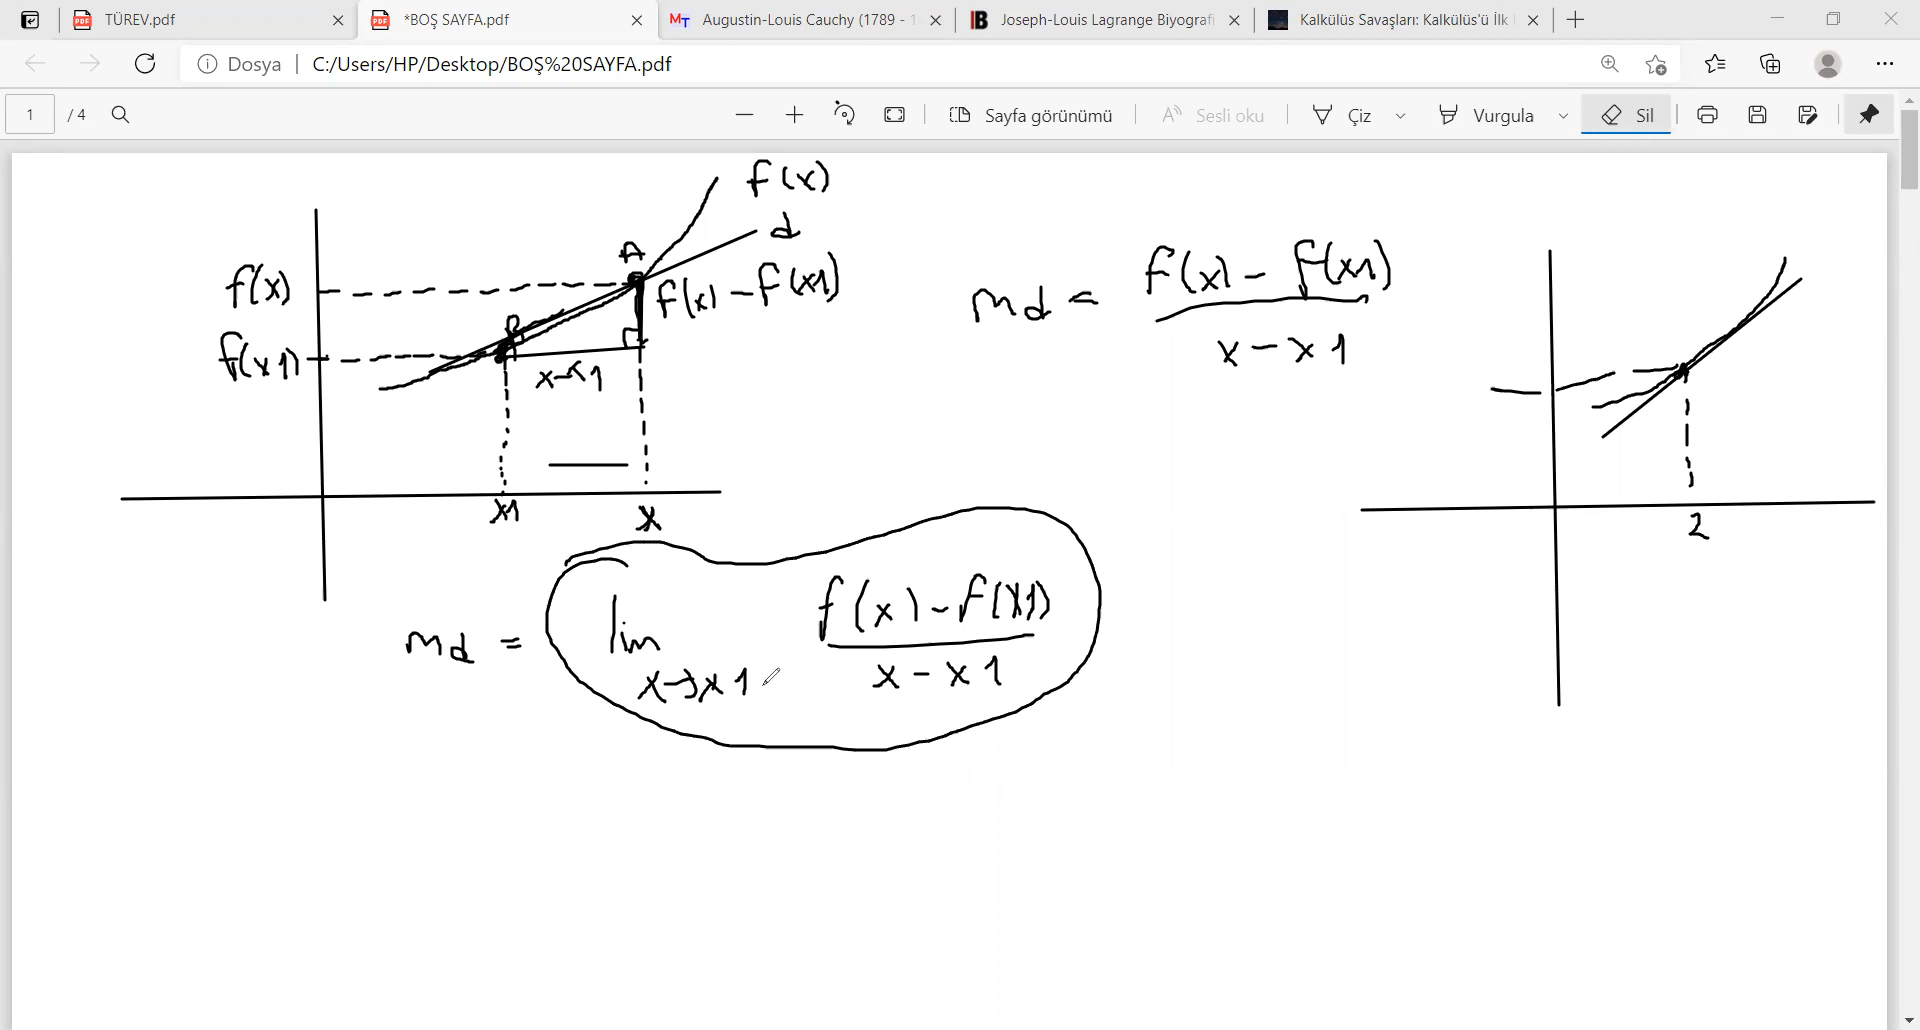 TÜREV.pdf
*BOŞ SAYFA.pdf
Augustin-Louis Cauchy (1789 - 1
Joseph-Louis Lagrange Biyografi
Kalkülüs Savaşları: Kalkülüs'ü İlk
Dosya | C:/Users/HP/Desktop/BOŞ%20SAYFA.pdf
1 / 4
Sayfa görünümü
Sesli oku
Çiz
Vurgula
Sil
f(x)
d
A
f(x)
f(x) - f(x1)
B
C
f(x1)
x-x1
x1
x
md = f(x) - f(x1)
x - x1
2
md = lim f(x) - f(x1)
x→x1 x - x1